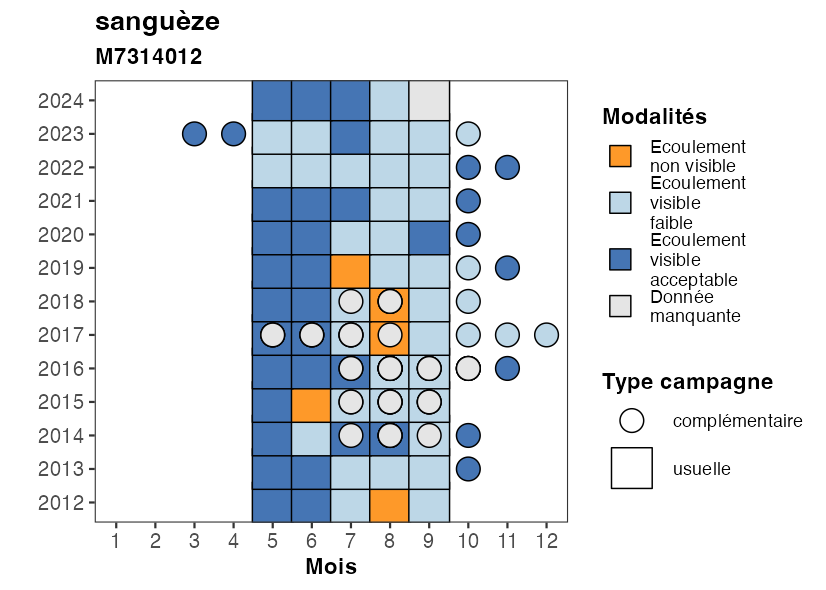 sanguèze
M7314012
2024
2023
2022
2021
2020
2019
2018
2017
2016
2015
2014
2013
2012
1 2 3 4 5 6 7 8 9 10 11 12
Mois
Modalités
Ecoulement
non visible
Ecoulement
visible
faible
Ecoulement
visible
acceptable
Donnée
manquante
Type campagne
complémentaire
usuelle